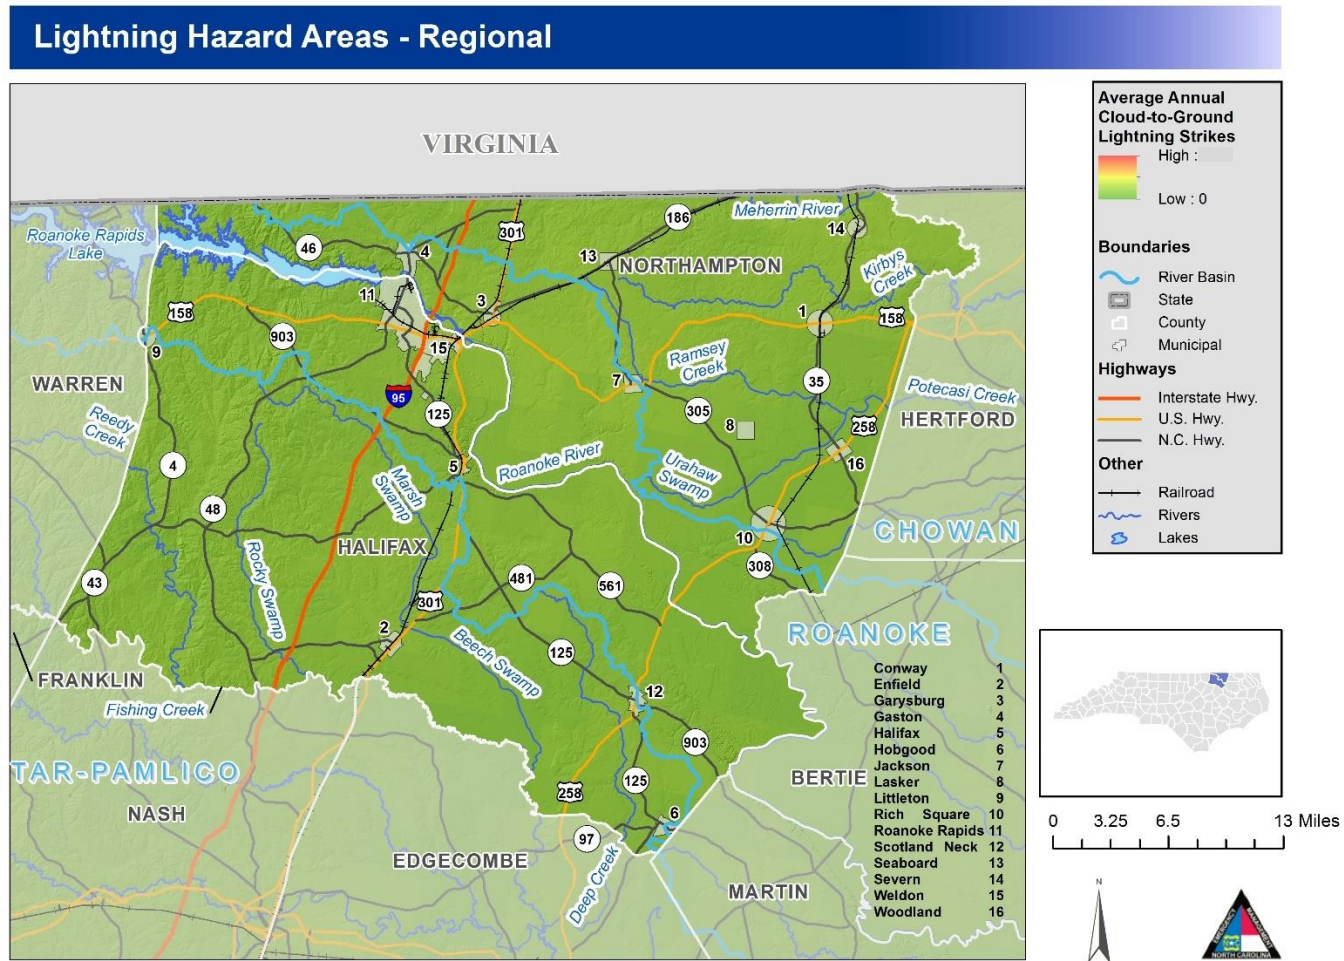 Lightning Hazard Areas - Regional
VIRGINIA
Roanoke Rapids
Lake
46
4
301
186
Meherrin River
14
13
NORTHAMPTON
Kirbys
Creek
11
3
158
903
15
1
158
9
WARREN
95
125
7
Ramsey
Creek
35
Potecasi Creek
HERTFORD
Reedy
Creek
305
8
258
4
5
Roanoke River
Urahaw
Swamp
16
Marsh
Swamp
48
HALIFAX
10
CHOWAN
308
43
Rocky Swamp
301
481
561
2
Beech Swamp
125
ROANOKE
FRANKLIN
Fishing Creek
12
903
TAR-PAMLICO
NASH
258
125
6
BERTIE
97
EDGECOMBE
Deep Creek
MARTIN
Conway 1
Enfield 2
Garysburg 3
Gaston 4
Halifax 5
Hobgood 6
Jackson 7
Lasker 8
Littleton 9
Rich Square 10
Roanoke Rapids 11
Scotland Neck 12
Seaboard 13
Severn 14
Weldon 15
Woodland 16
Average Annual
Cloud-to-Ground
Lightning Strikes
High :
Low : 0
Boundaries
River Basin
State
County
Municipal
Highways
Interstate Hwy.
U.S. Hwy.
N.C. Hwy.
Other
Railroad
Rivers
Lakes
0 3.25 6.5 13 Miles
N
EMERGENCY
MANAGEMENT
NORTH CAROLINA